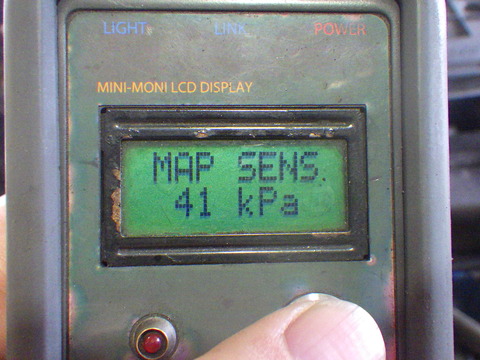 LiGHT LINK POWER
MINI-MONI LCD DISPLAY
MAP SENS.
41 kPa